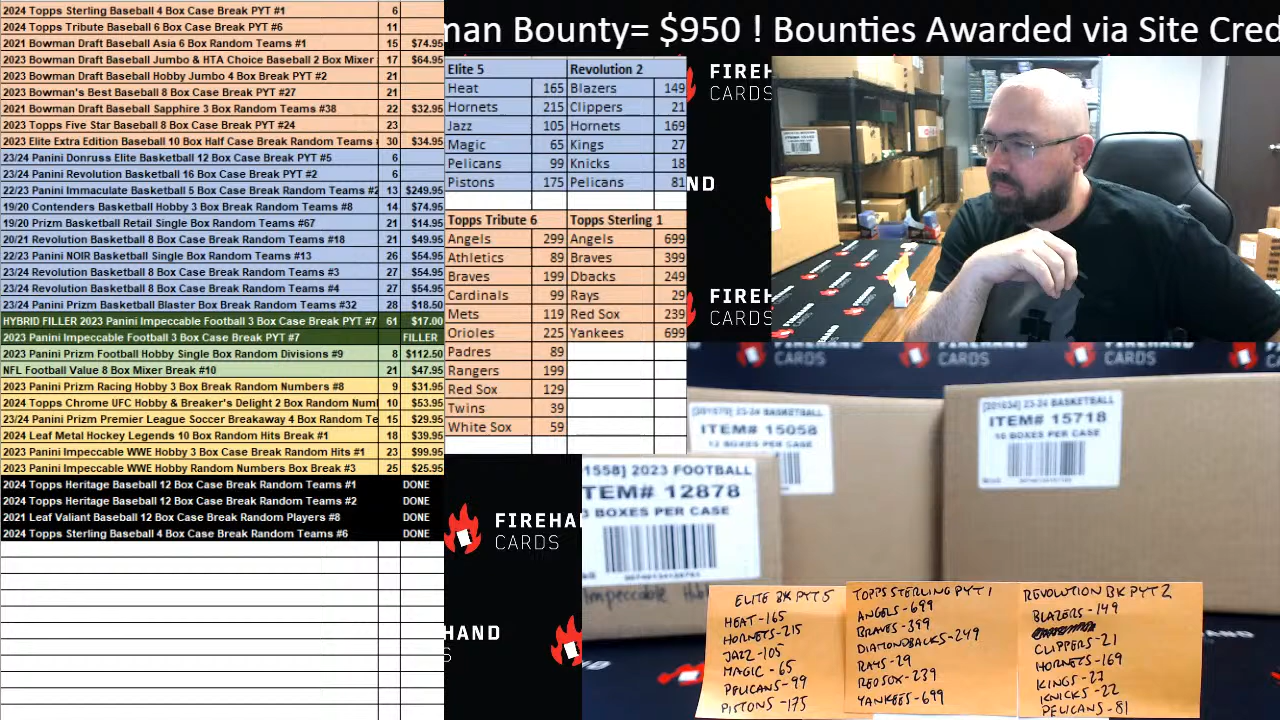 man Bounty= $950 ! Bounties Awarded via Site Cred
2024 Topps Sterling Baseball 4 Box Case Break PYT #1 6
2024 Topps Tribute Baseball 6 Box Case Break PYT #6 11
2021 Bowman Draft Baseball Asia 6 Box Random Teams #1 15 $74.95
2023 Bowman Draft Baseball Jumbo & HTA Choice Baseball 2 Box Mixer 17 $64.95
2023 Bowman Draft Baseball Hobby Jumbo 4 Box Break PYT #2 21
2023 Bowman's Best Baseball 8 Box Case Break PYT #27 21
2021 Bowman Draft Baseball Sapphire 3 Box Random Teams #38 22 $32.95
2023 Topps Five Star Baseball 8 Box Case Break PYT #24 23
2023 Elite Extra Edition Baseball 10 Box Half Case Break Random Teams 30 $34.95
23/24 Panini Donruss Elite Basketball 12 Box Case Break PYT #5 6
23/24 Panini Revolution Basketball 16 Box Case Break PYT #2 6
22/23 Panini Immaculate Basketball 5 Box Case Break Random Teams #2 13 $249.95
19/20 Contenders Basketball Hobby 3 Box Random Teams #8 14 $74.95
19/20 Prizm Basketball Retail Single Box Random Teams #67 21 $14.95
20/21 Revolution Basketball 8 Box Case Break Random Teams #18 21 $49.95
22/23 Panini NOIR Basketball Single Box Random Teams #13 26 $54.95
23/24 Revolution Basketball 8 Box Case Break Random Teams #3 27 $54.95
23/24 Revolution Basketball 8 Box Case Break Random Teams #4 27 $54.95
23/24 Panini Prizm Basketball Blaster Box Break Random Teams #32 28 $18.50
HYBRID FILLER 2023 Panini Impeccable Football 3 Box Case Break PYT #7 61 $17.00
2023 Panini Impeccable Football 3 Box Case Break PYT #7 FILLER
2023 Panini Prizm Football Hobby Single Box Random Divisions #9 8 $112.50
NFL Football Value 8 Box Mixer Break #10 21 $47.95
2023 Panini Prizm Racing Hobby 3 Box Break Random Numbers #8 9 $31.95
2024 Topps Chrome UFC Hobby & Breaker's Delight 2 Box Random Numl 10 $53.95
23/24 Panini Prizm Premier League Soccer Breakaway 4 Box Random Te 15 $29.95
2024 Leaf Metal Hockey Legends 10 Box Random Hits Break #1 18 $39.95
2023 Panini Impeccable WWE Hobby 3 Box Case Break Random Hits #1 23 $99.95
2023 Panini Impeccable WWE Hobby Random Numbers Box Break #3 25 $25.95
2024 Topps Heritage Baseball 12 Box Case Break Random Teams #1 DONE
2024 Topps Heritage Baseball 12 Box Case Break Random Teams #2 DONE
2021 Leaf Valiant Baseball 12 Box Case Break Random Players #8 DONE
2024 Topps Sterling Baseball 4 Box Case Break Random Teams #6 DONE
Elite 5 Revolution 2
Heat 165 Blazers 149
Hornets 215 Clippers 21
Jazz 105 Hornets 169
Magic 65 Kings 27
Pelicans 99 Knicks 18
Pistons 175 Pelicans 81
Topps Tribute 6 Topps Sterling 1
Angels 299 Angels 699
Athletics 89 Braves 399
Braves 199 Dbacks 249
Cardinals 99 Rays 29
Mets 119 Red Sox 239
Orioles 225 Yankees 699
Padres 89
Rangers 199
Red Sox 129
Twins 39
White Sox 59
FIREH
CARDS
ND
FIREH
CARDS
FIREHAN
CARDS
HAND
S
CARDS
CARDS
23-24 BASKETBALL
ITEM# 15058
12 BOXES PER CASE
23-24 BASKETBALL
ITEM# 15718
16 BOXES PER CASE
1558] 2023 FOOTBALL
TEM# 12878
3 BOXES PER CASE
Impeccable
ELITE BK PYT 5
HEAT-165
HORNETS-215
JAZZ-105
MAGIC-65
PELICANS-99
PISTONS-175
TOPPS STERLING PYT 1
ANGELS-699
BRAVES-399
DIAMONDBACKS-249
RAYS-29
REDSOX-239
YANKEES-699
REVOLUTION BK PYT 2
BLAZERS-149
CLIPPERS-21
HORNETS-169
KINGS-27
KNICKS-22
PELICANS-81